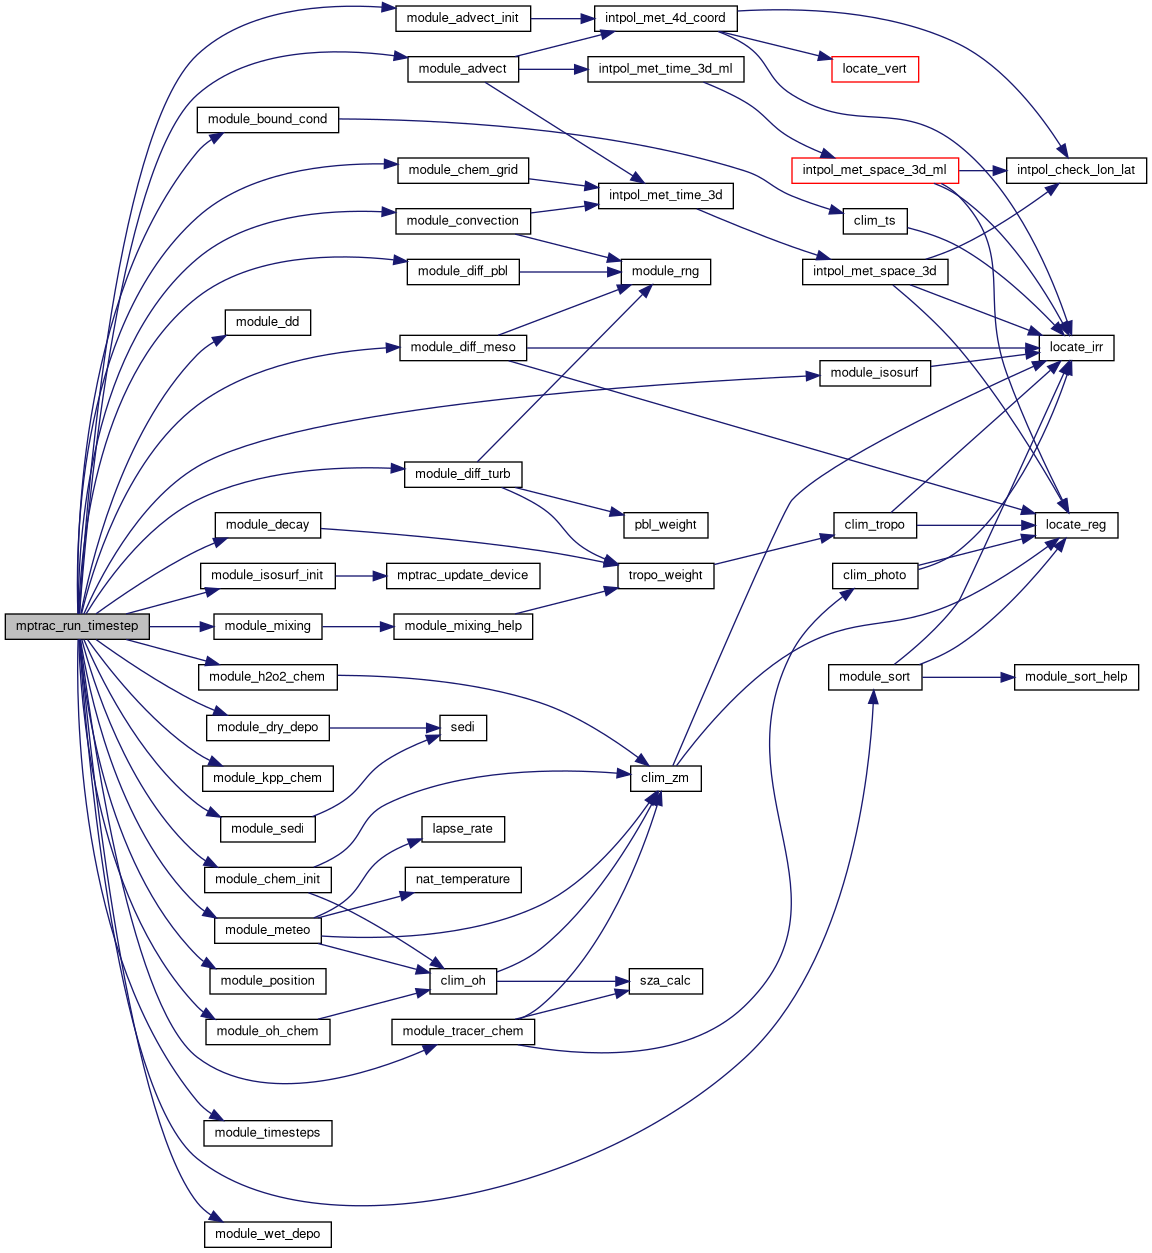 module_advect_init
intpol_met_4d_coord
module_advect
intpol_met_time_3d_ml
locate_vert
module_bound_cond
module_chem_grid
intpol_met_space_3d_ml
intpol_check_lon_lat
intpol_met_time_3d
module_convection
clim_ts
module_diff_pbl
module_rng
intpol_met_space_3d
module_dd
module_diff_meso
locate_irr
module_isosurf
module_diff_turb
module_decay
pbl_weight
clim_tropo
locate_reg
module_isosurf_init
mptrac_update_device
tropo_weight
clim_photo
mptrac_run_timestep
module_mixing
module_mixing_help
module_h2o2_chem
module_sort
module_sort_help
module_dry_depo
sedi
module_kpp_chem
clim_zm
module_sedi
lapse_rate
module_chem_init
nat_temperature
module_meteo
module_position
clim_oh
sza_calc
module_oh_chem
module_tracer_chem
module_timesteps
module_wet_depo